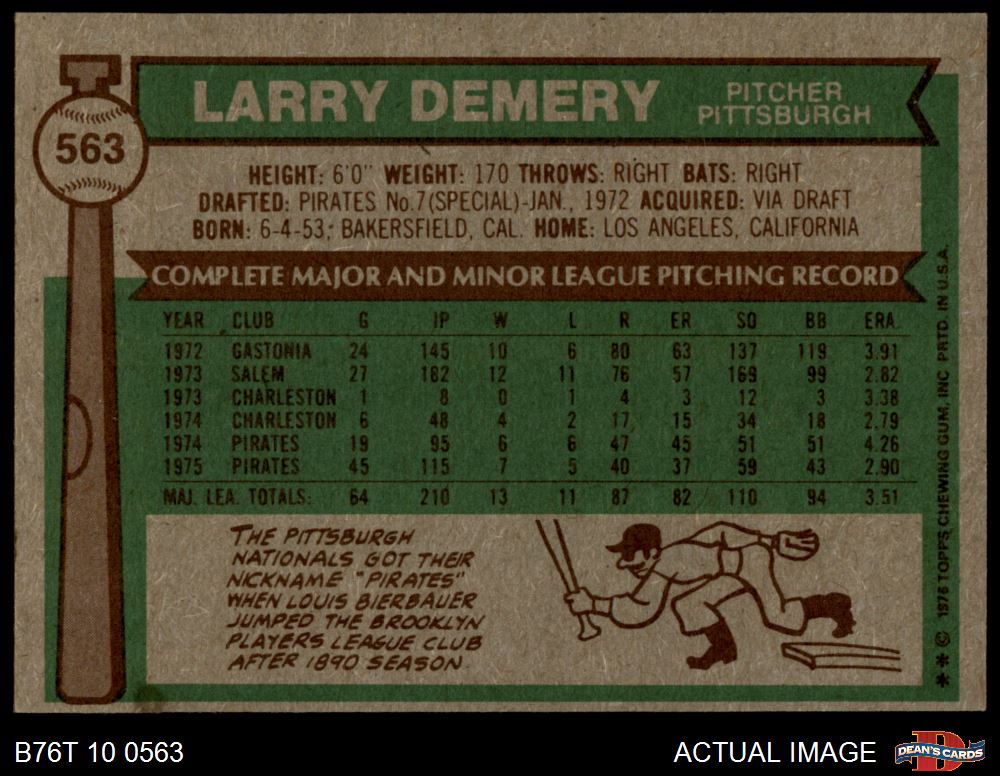 563
LARRY DEMERY
PITCHER
PITTSBURGH
HEIGHT: 6'0" WEIGHT: 170 THROWS: RIGHT BATS: RIGHT
DRAFTED: PIRATES No.7(SPECIAL)-JAN., 1972 ACQUIRED: VIA DRAFT
BORN: 6-4-53; BAKERSFIELD, CAL. HOME: LOS ANGELES, CALIFORNIA
COMPLETE MAJOR AND MINOR LEAGUE PITCHING RECORD
YEAR CLUB G IP W L R ER SO BB ERA
1972 GASTONIA 24 145 10 6 80 63 137 119 3.91
1973 SALEM 27 182 12 11 76 57 169 99 2.82
1973 CHARLESTON 1 8 0 1 4 3 12 3 3.38
1974 CHARLESTON 6 48 4 2 17 15 34 18 2.79
1974 PIRATES 19 95 6 6 47 45 51 51 4.26
1975 PIRATES 45 115 7 5 40 37 59 43 2.90
MAJ. LEA. TOTALS: 64 210 13 11 87 82 110 94 3.51
THE PITTSBURGH
NATIONALS GOT THEIR
NICKNAME "PIRATES"
WHEN LOUIS BIERBAUER
JUMPED THE BROOKLYN
PLAYERS LEAGUE CLUB
AFTER 1890 SEASON.
** © 1976 TOPPS CHEWING GUM, INC PRTD. IN U.S.A.
B76T 10 0563
ACTUAL IMAGE
D
DEAN'S CARDS